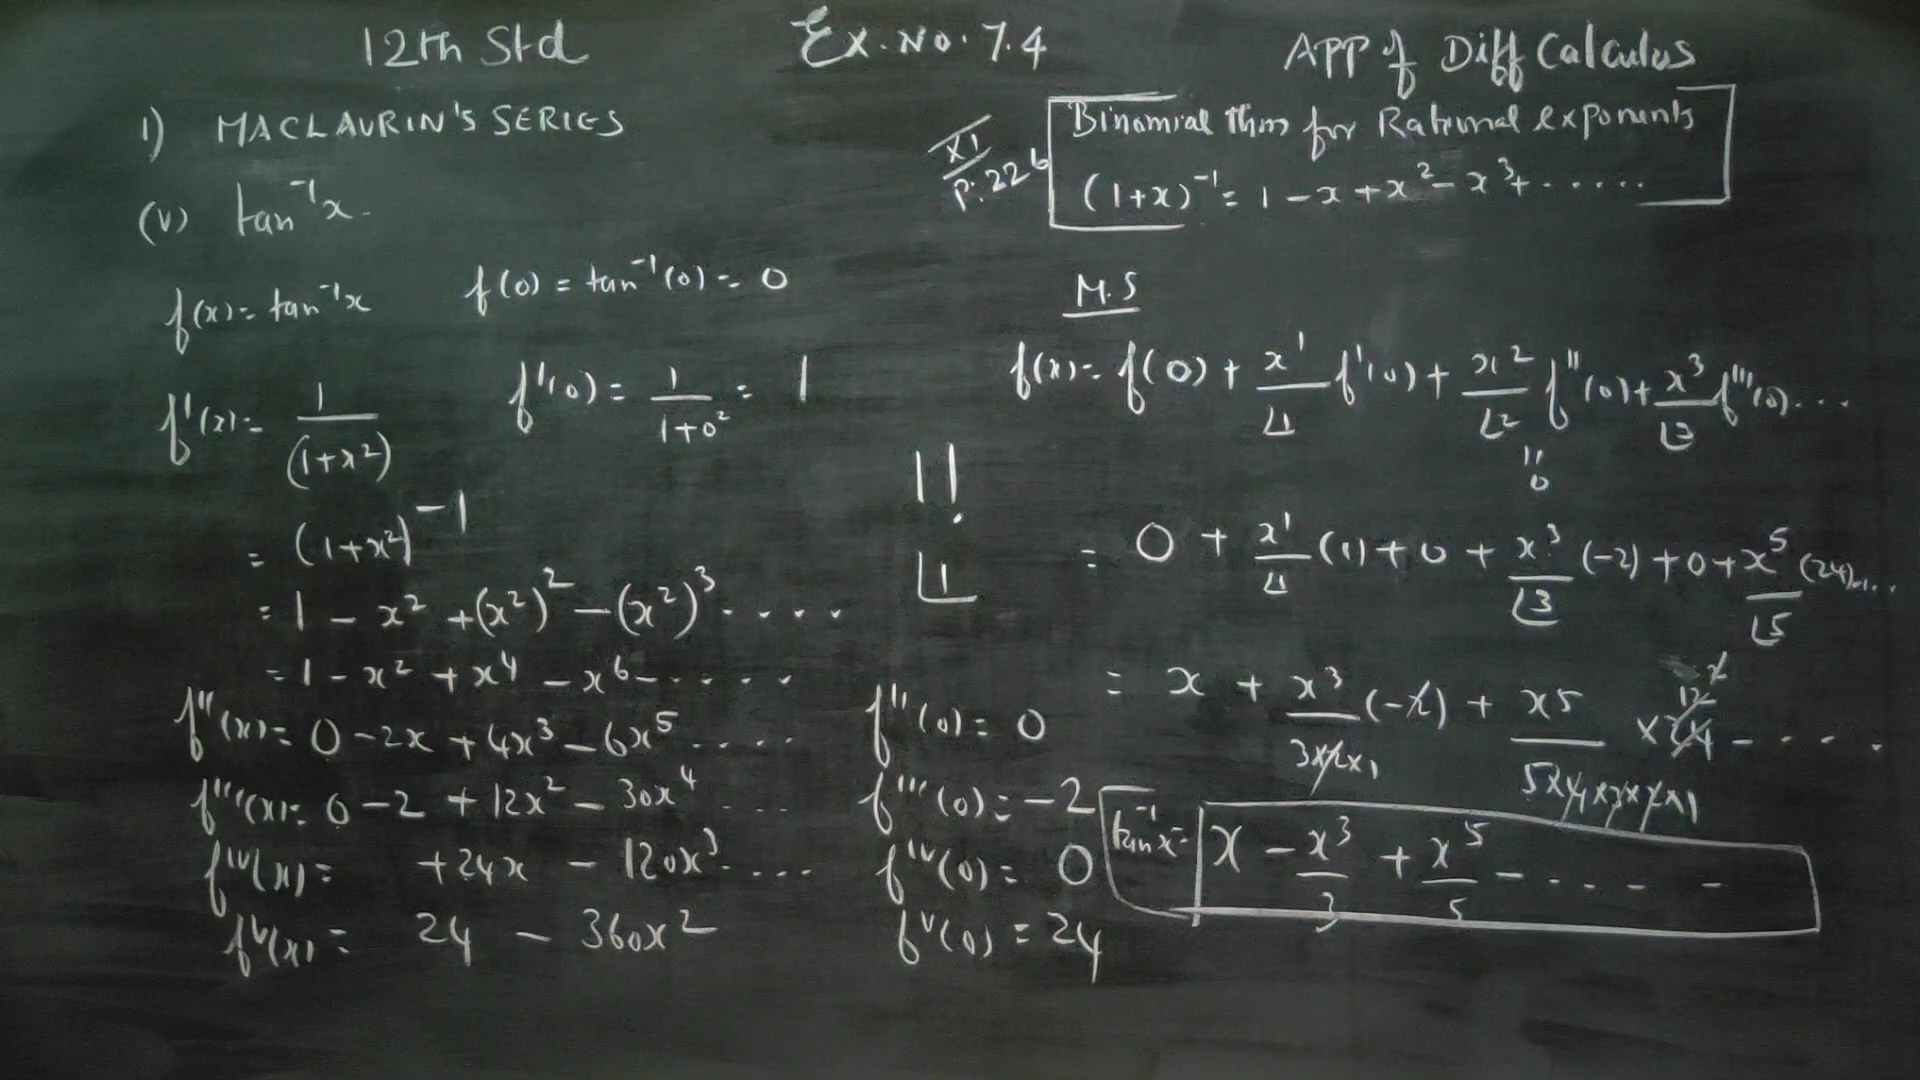 12th Std Ex.No. 7.4 APP of Diff Calculus
1) MACLAURIN'S SERIES
(v) tan⁻¹x.
f(x) = tan⁻¹x f(0) = tan⁻¹(0) = 0
f'(x) = 1/(1+x²) f'(0) = 1/(1+0²) = 1
= (1+x²)⁻¹
= 1 - x² + (x²)² - (x²)³ .....
= 1 - x² + x⁴ - x⁶ - .....
f''(x) = 0 - 2x + 4x³ - 6x⁵ ..... f''(0) = 0
f'''(x) = 0 - 2 + 12x² - 30x⁴ ... f'''(0) = -2
fⁱᵛ(x) = +24x - 120x³ .... fⁱᵛ(0) = 0
fᵛ(x) = 24 - 360x² fᵛ(0) = 24
1!
∟1
XI
P.226
Binomial Thm for Rational exponents
(1+x)⁻¹ = 1 - x + x² - x³ + ......
M.S
f(x) = f(0) + x¹/∟1 f'(0) + x²/∟2 f''(0) + x³/∟3 f'''(0) ...
"
0
= 0 + x¹/∟1 (1) + 0 + x³/∟3 (-2) + 0 + x⁵/∟5 (24) ....
= x + x³/3×2×1 (-2) + x⁵/5×4×3×2×1 × 24 - ....
tan⁻¹x = x - x³/3 + x⁵/5 - .... -